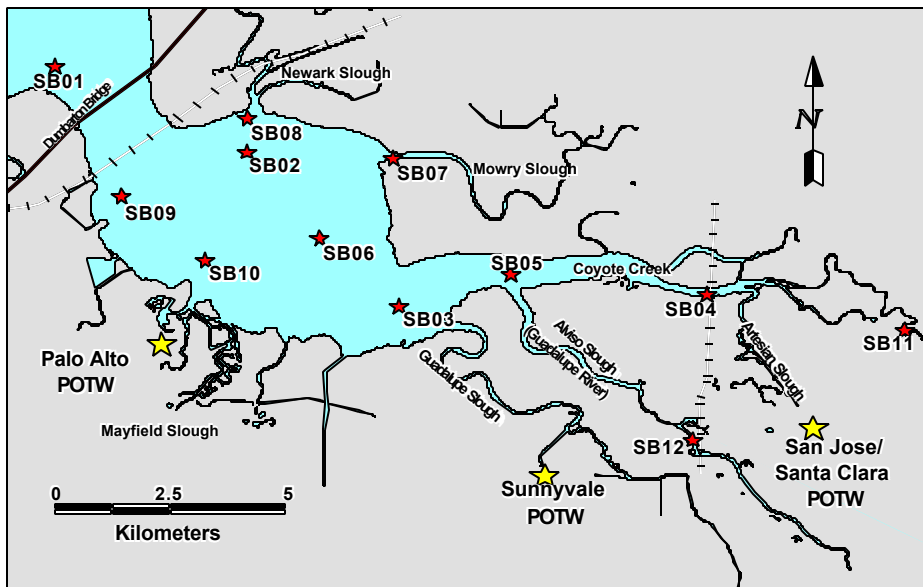 SB01
Dumbarton Bridge
Newark Slough
SB08
SB02
SB07
Mowry Slough
N
SB09
SB06
SB10
SB05
Coyote Creek
SB04
SB03
SB11
Palo Alto
POTW
Alviso Slough
(Guadalupe River)
Artesian Slough
Guadalupe Slough
Mayfield Slough
SB12
San Jose/
Santa Clara
POTW
Sunnyvale
POTW
0 2.5 5
Kilometers